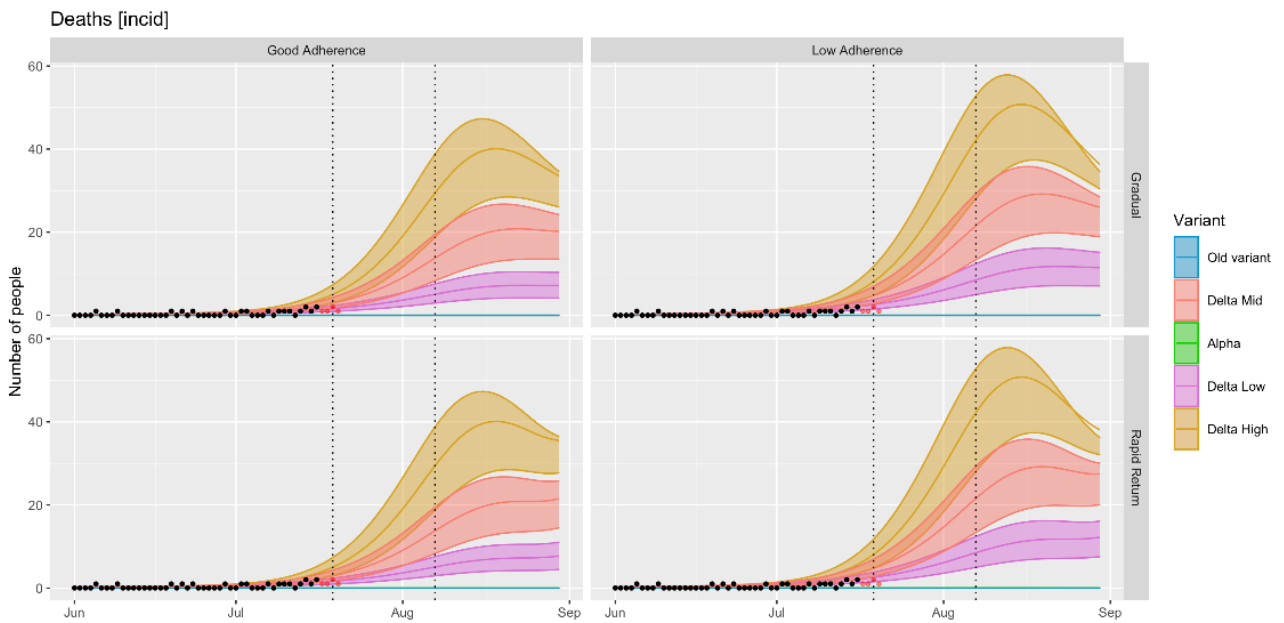 Deaths [incid]
Good Adherence
Low Adherence
60
40
20
0
Gradual
60
40
20
0
Rapid Return
Number of people
Jun
Jul
Aug
Sep
Jun
Jul
Aug
Sep
Variant
Old variant
Delta Mid
Alpha
Delta Low
Delta High